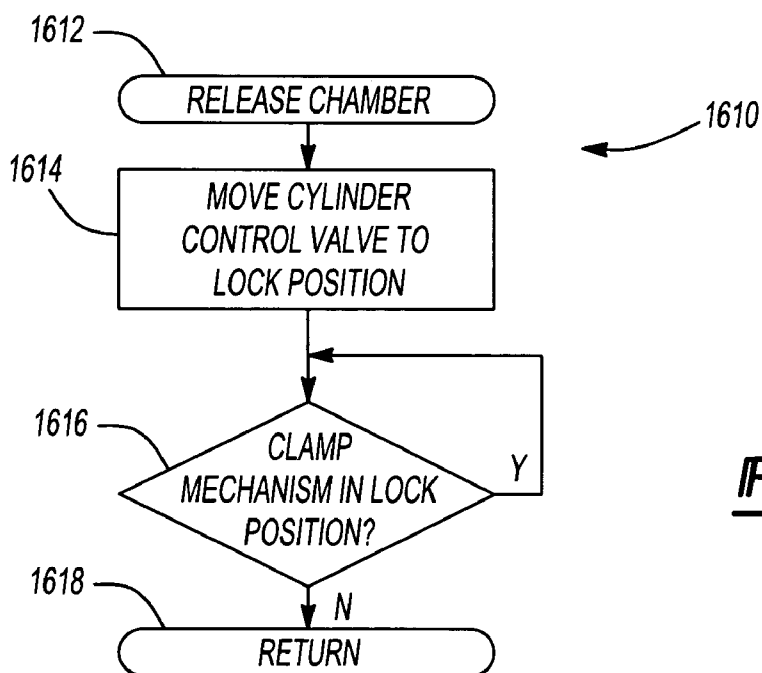 1612
RELEASE CHAMBER
1610
1614
MOVE CYLINDER
CONTROL VALVE TO
LOCK POSITION
1616
CLAMP
MECHANISM IN LOCK
POSITION?
Y
1618
N
RETURN